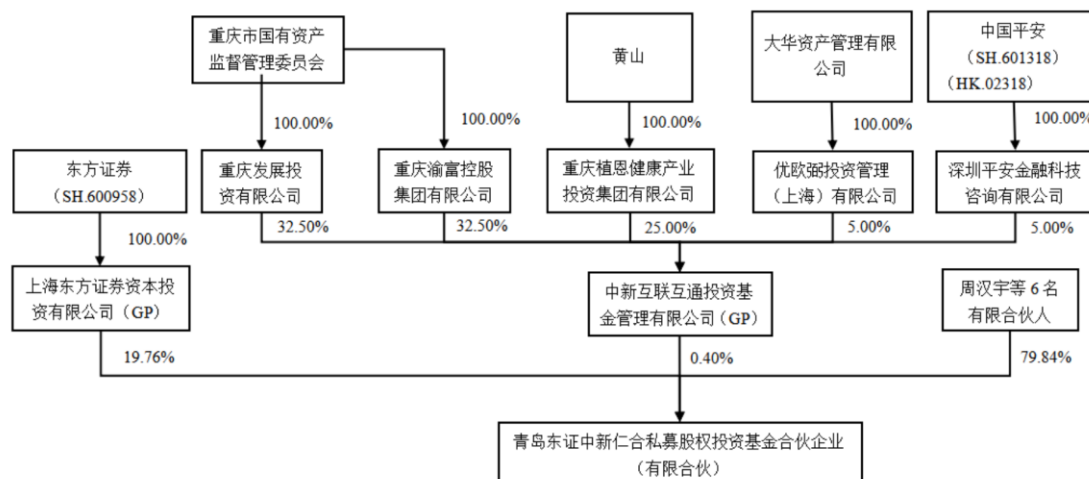 重庆市国有资产
监督管理委员会
黄山
大华资产管理有限
公司
中国平安
（SH.601318）
（HK.02318）
100.00%
100.00%
100.00%
100.00%
100.00%
东方证券
（SH.600958）
重庆发展投
资有限公司
重庆渝富控股
集团有限公司
重庆植恩健康产业
投资集团有限公司
优欧弼投资管理
（上海）有限公司
深圳平安金融科技
咨询有限公司
100.00%
32.50%
32.50%
25.00%
5.00%
5.00%
上海东方证券资本投
资有限公司（GP）
中新互联互通投资基
金管理有限公司（GP）
周汉宇等 6 名
有限合伙人
19.76%
0.40%
79.84%
青岛东证中新仁合私募股权投资基金合伙企业
（有限合伙）